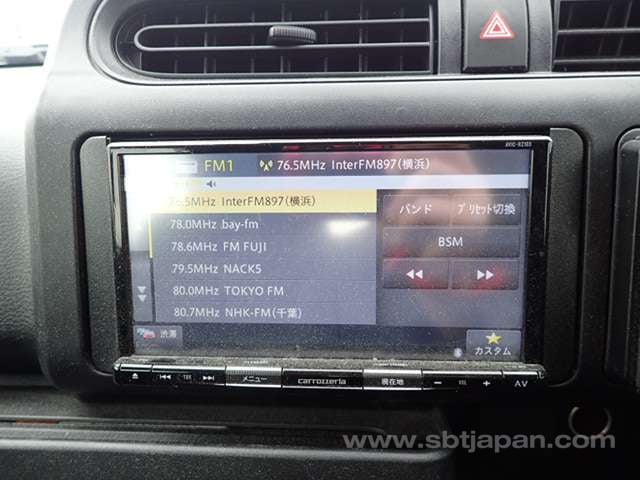 AVIC-RZ103
FM1 76.5MHz InterFM897(横浜)
76.5MHz InterFM897(横浜)
78.0MHz bay-fm
78.6MHz FM FUJI
79.5MHz NACK5
80.0MHz TOKYO FM
80.7MHz NHK-FM(千葉)
バンド プリセット切換
BSM
渋滞
カスタム
メニュー carrozzeria 現在地 - VOL + AV
www.sbtjapan.com